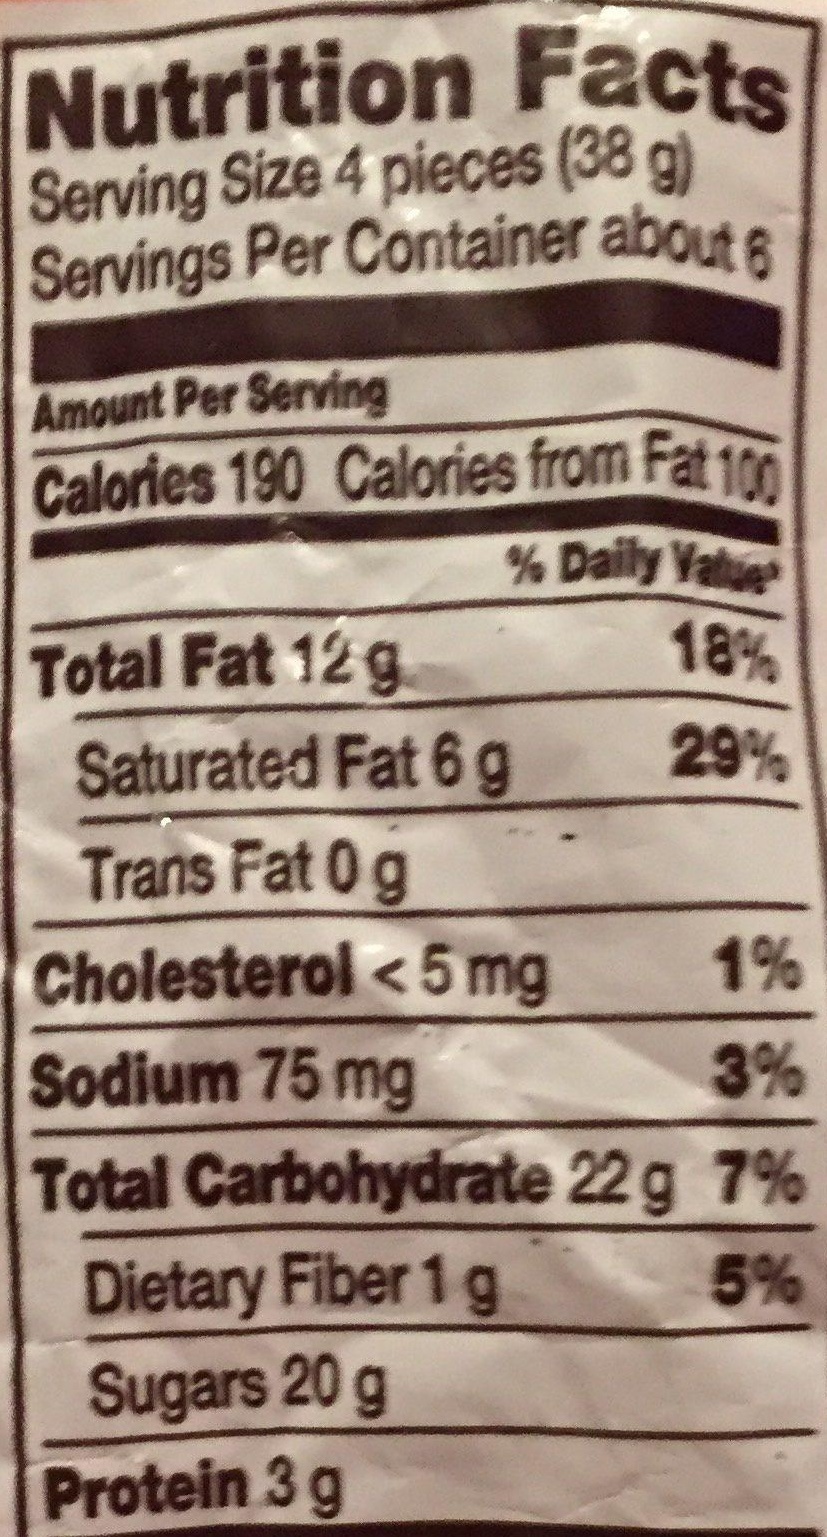 Nutrition Facts
Serving Size 4 pieces (38 g)
Servings Per Container about 6
Amount Per Serving
Calories 190 Calories from Fat 100
% Daily Value*
Total Fat 12 g 18%
Saturated Fat 6 g 29%
Trans Fat 0 g
Cholesterol < 5 mg 1%
Sodium 75 mg 3%
Total Carbohydrate 22 g 7%
Dietary Fiber 1 g 5%
Sugars 20 g
Protein 3 g